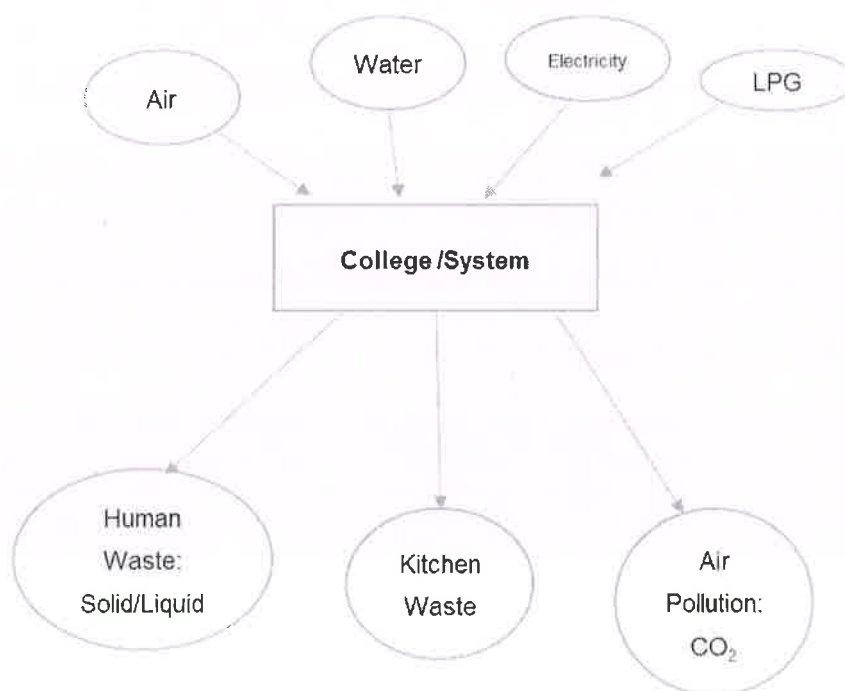 Air
Water
Electricity
LPG
College/System
Human
Waste:
Solid/Liquid
Kitchen
Waste
Air
Pollution:
CO₂